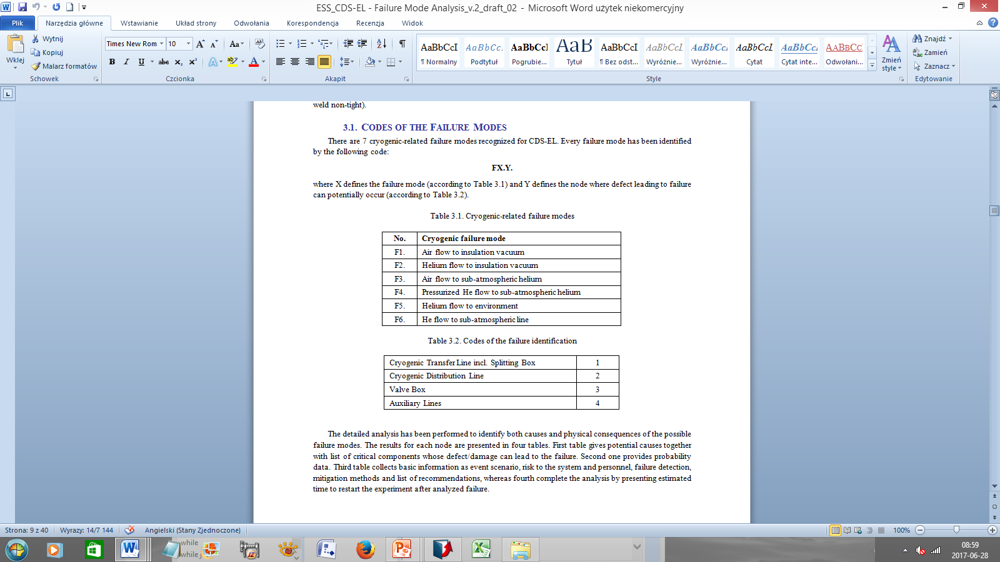 ESS_CDS-EL - Failure Mode Analysis_v.2_draft_02 - Microsoft Word użytek niekomercyjny
Plik Narzędzia główne Wstawianie Układ strony Odwołania Korespondencja Recenzja Widok
Wklej
Wytnij
Kopiuj
Malarz formatów
Schowek
Times New Rom 10
Czcionka
Akapit
AaBbCcI AaBbCc. AaBbCcI AaB AaBbCcI AaBbCcI AaBbCcI AaBbCcI AaBbCcI AABBCCI
¶ Normalny Podtytuł Pogrubie... Tytuł ¶ Bez odst... Wyróżnie... Wyróżnie... Cytat Cytat inte... Odwołani...
Style
Zmień style
Znajdź
Zamień
Zaznacz
Edytowanie
weld non-tight).
3.1. CODES OF THE FAILURE MODES
There are 7 cryogenic-related failure modes recognized for CDS-EL. Every failure mode has been identified
by the following code:
FX.Y.
where X defines the failure mode (according to Table 3.1) and Y defines the node where defect leading to failure
can potentially occur (according to Table 3.2).
Table 3.1. Cryogenic-related failure modes
No. Cryogenic failure mode
F1. Air flow to insulation vacuum
F2. Helium flow to insulation vacuum
F3. Air flow to sub-atmospheric helium
F4. Pressurized He flow to sub-atmospheric helium
F5. Helium flow to environment
F6. He flow to sub-atmospheric line
Table 3.2. Codes of the failure identification
Cryogenic Transfer Line incl. Splitting Box 1
Cryogenic Distribution Line 2
Valve Box 3
Auxiliary Lines 4
The detailed analysis has been performed to identify both causes and physical consequences of the possible
failure modes. The results for each node are presented in four tables. First table gives potential causes together
with list of critical components whose defect/damage can lead to the failure. Second one provides probability
data. Third table collects basic information as event scenario, risk to the system and personnel, failure detection,
mitigation methods and list of recommendations, whereas fourth complete the analysis by presenting estimated
time to restart the experiment after analyzed failure.
Strona: 9 z 40 Wyrazy: 14/7 144 Angielski (Stany Zjednoczone) 100%
while
while j
08:59
2017-06-28